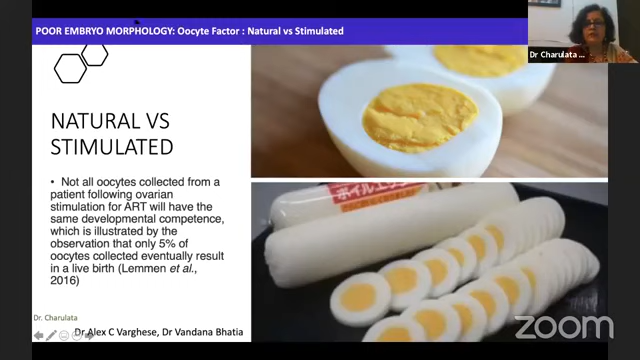 POOR EMBRYO MORPHOLOGY: Oocyte Factor : Natural vs Stimulated
Dr Charulata ...
NATURAL VS
STIMULATED
• Not all oocytes collected from a
patient following ovarian
stimulation for ART will have the
same developmental competence,
which is illustrated by the
observation that only 5% of
oocytes collected eventually result
in a live birth (Lemmen et al.,
2016)
Dr. Charulata
Dr Alex C Varghese, Dr Vandana Bhatia
zoom